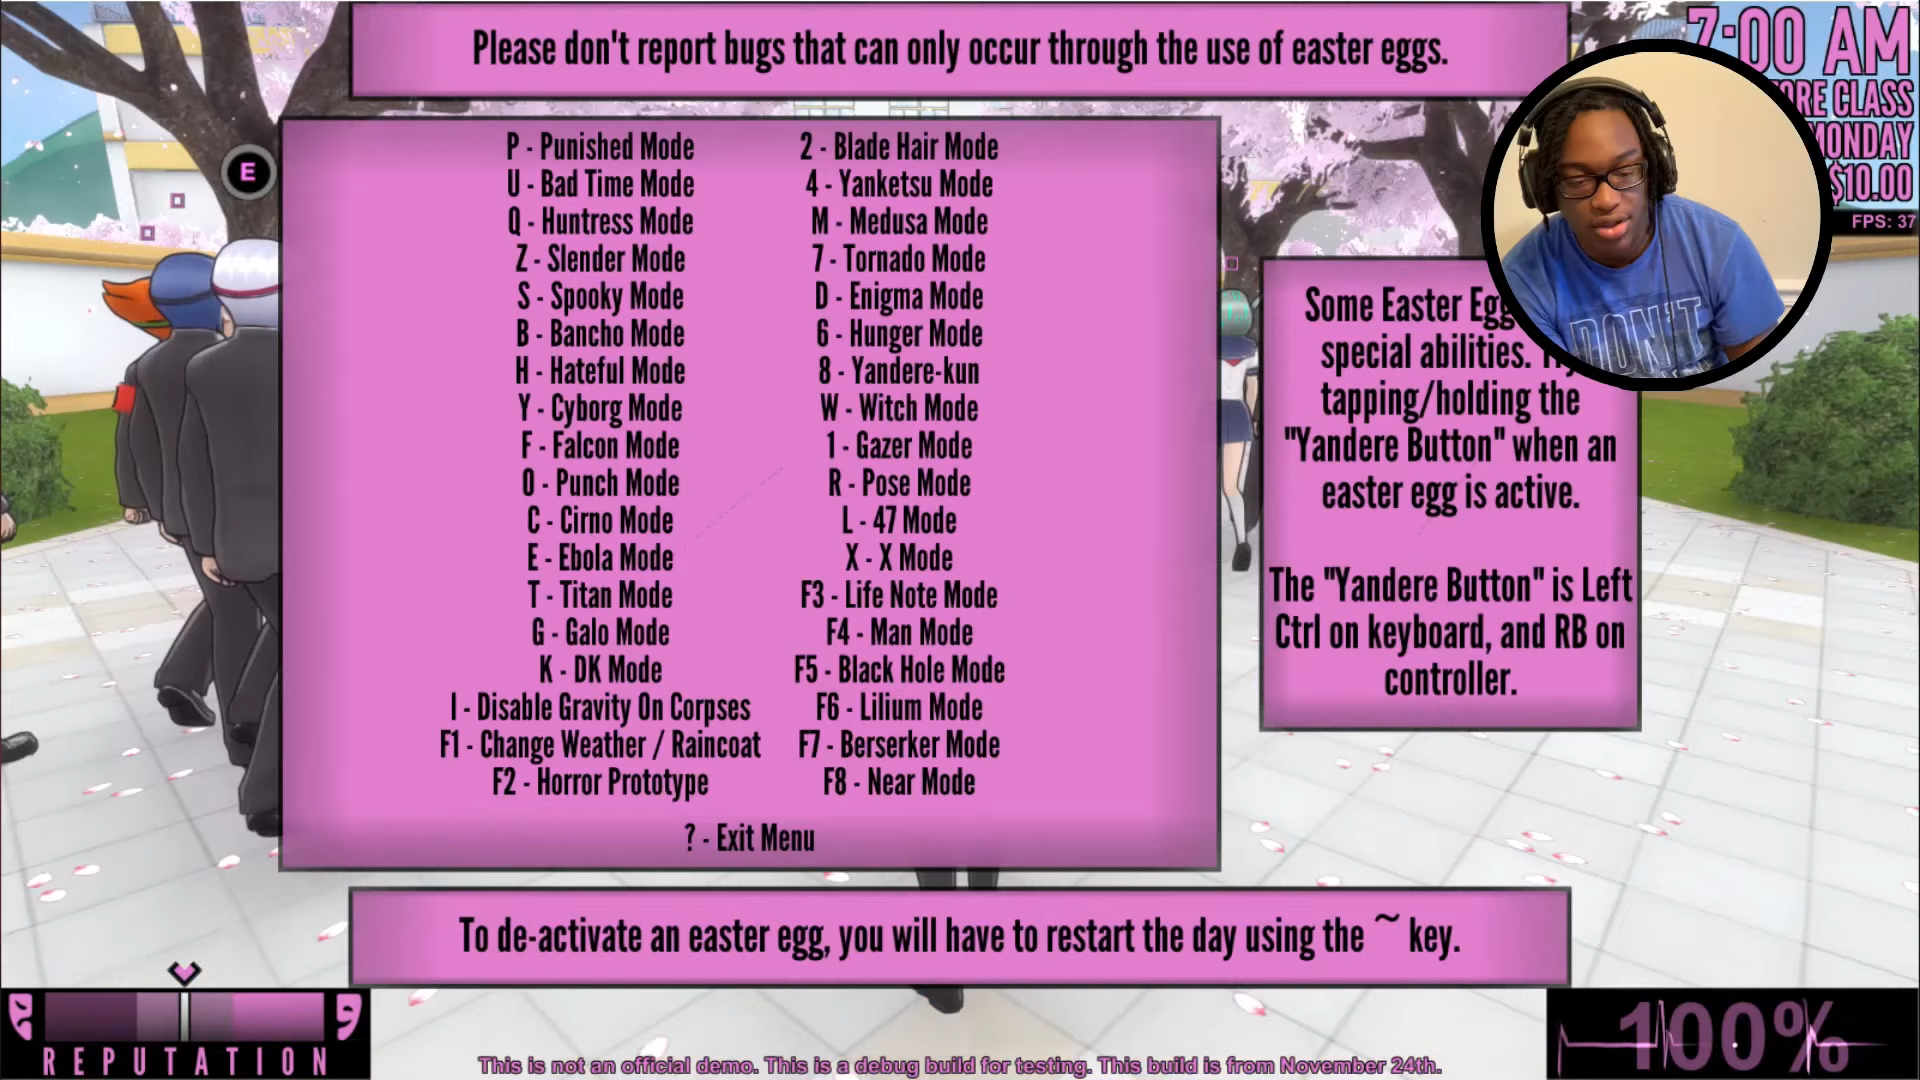 Please don't report bugs that can only occur through the use of easter eggs.
7:00 AM
ORE CLASS
MONDAY
$10.00
FPS: 37
E
P - Punished Mode
U - Bad Time Mode
Q - Huntress Mode
Z - Slender Mode
S - Spooky Mode
B - Bancho Mode
H - Hateful Mode
Y - Cyborg Mode
F - Falcon Mode
O - Punch Mode
C - Cirno Mode
E - Ebola Mode
T - Titan Mode
G - Galo Mode
K - DK Mode
I - Disable Gravity On Corpses
F1 - Change Weather / Raincoat
F2 - Horror Prototype
2 - Blade Hair Mode
4 - Yanketsu Mode
M - Medusa Mode
7 - Tornado Mode
D - Enigma Mode
6 - Hunger Mode
8 - Yandere-kun
W - Witch Mode
1 - Gazer Mode
R - Pose Mode
L - 47 Mode
X - X Mode
F3 - Life Note Mode
F4 - Man Mode
F5 - Black Hole Mode
F6 - Lilium Mode
F7 - Berserker Mode
F8 - Near Mode
? - Exit Menu
Some Easter Egg
special abilities.
tapping/holding the
"Yandere Button" when an
easter egg is active.
The "Yandere Button" is Left
Ctrl on keyboard, and RB on
controller.
DON'T
To de-activate an easter egg, you will have to restart the day using the ~ key.
REPUTATION
100%
This is not an official demo. This is a debug build for testing. This build is from November 24th.